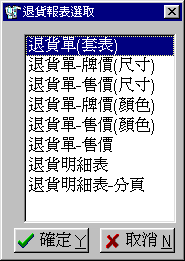 退貨報表選取
退貨單(套表)
退貨單-牌價(尺寸)
退貨單-售價(尺寸)
退貨單-牌價(顏色)
退貨單-售價(顏色)
退貨單-售價
退貨明細表
退貨明細表-分頁
確定 Y
取消 N